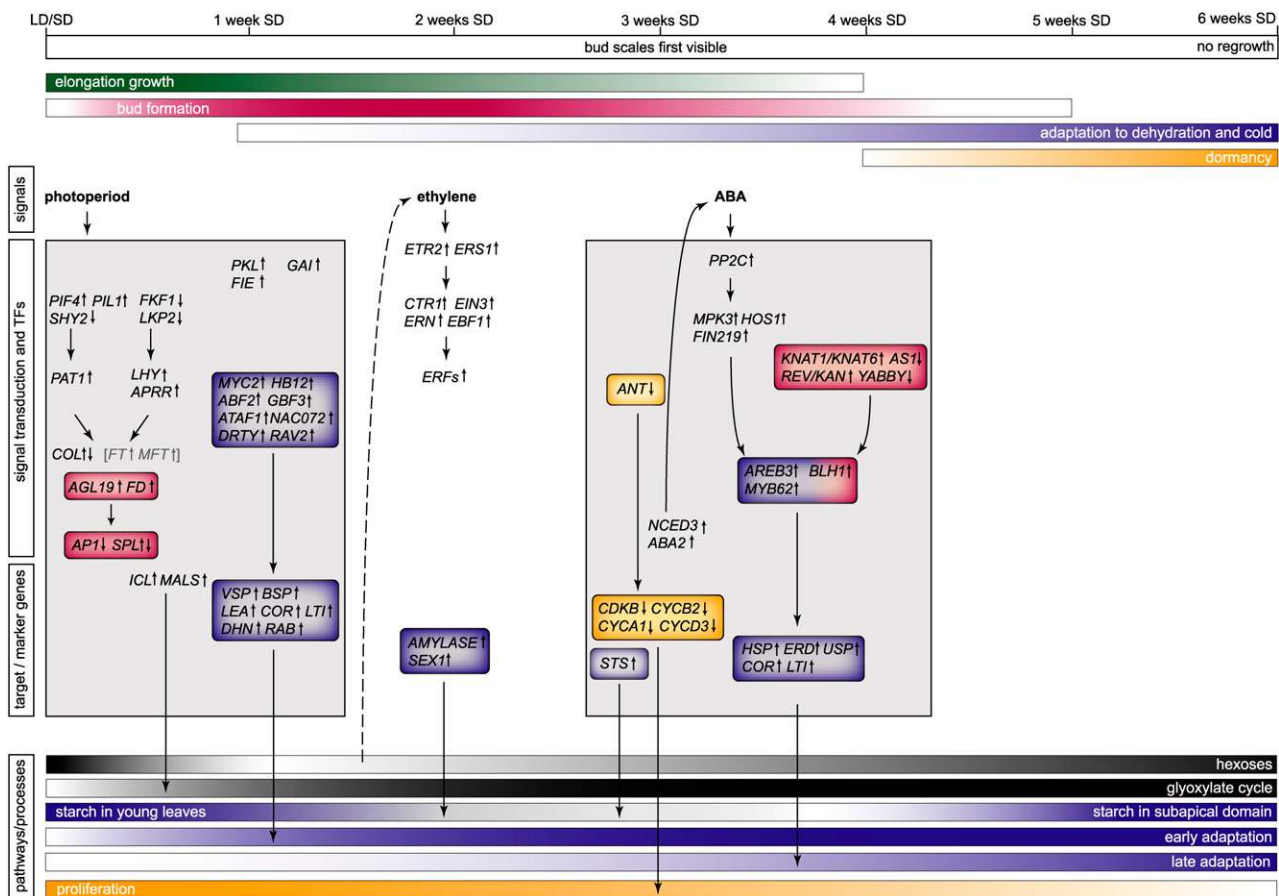 LD/SD 1 week SD 2 weeks SD 3 weeks SD 4 weeks SD 5 weeks SD 6 weeks SD
bud scales first visible no regrowth
elongation growth
bud formation
adaptation to dehydration and cold
dormancy
signals
photoperiod ethylene ABA
signal transduction and TFs
PKL↑ GAI↑
FIE↑
PIF4↑ PIL1↑ FKF1↓
SHY2↓ LKP2↓
PAT1↑ LHY↑
APRR↑
COL↑↓ [FT↑ MFT↑]
AGL19↑ FD↑
AP1↓ SPL↑↓
MYC2↑ HB12↑
ABF2↑ GBF3↑
ATAF1↑ NAC072↑
DRTY↑ RAV2↑
ETR2↑ ERS1↑
CTR1↑ EIN3↑
ERN↑ EBF1↑
ERFs↑
PP2C↑
MPK3↑ HOS1↑
FIN219↑
KNAT1/KNAT6↑ AS1↓
REV/KAN↑ YABBY↓
ANT↓
AREB3↑ BLH1↑
MYB62↑
NCED3↑
ABA2↑
target / marker genes
ICL↑ MALS↑
VSP↑ BSP↑
LEA↑ COR↑ LTI↑
DHN↑ RAB↑
AMYLASE↑
SEX1↑
CDKB↓ CYCB2↓
CYCA1↓ CYCD3↓
STS↑
HSP↑ ERD↑ USP↑
COR↑ LTI↑
pathways/processes
hexoses
glyoxylate cycle
starch in young leaves starch in subapical domain
early adaptation
late adaptation
proliferation